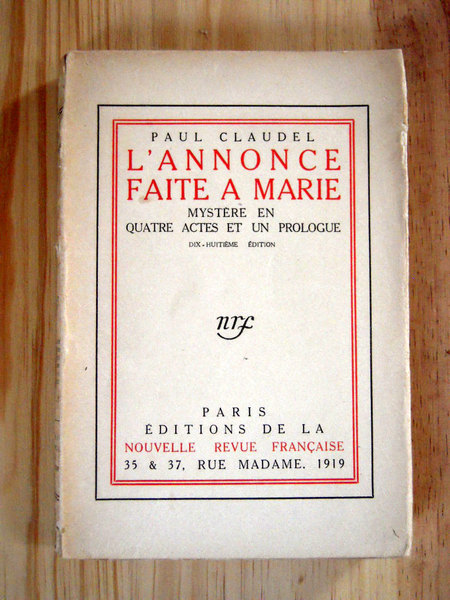 PAUL CLAUDEL
L'ANNONCE
FAITE A MARIE
MYSTÈRE EN
QUATRE ACTES ET UN PROLOGUE
DIX-HUITIÈME ÉDITION
nrf
PARIS
ÉDITIONS DE LA
NOUVELLE REVUE FRANÇAISE
35 & 37, RUE MADAME. 1919